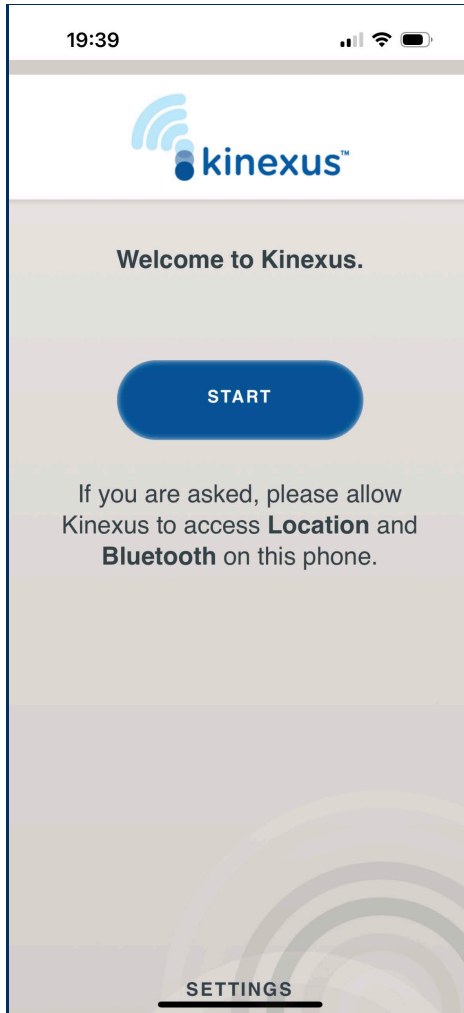 19:39
kinexus™
Welcome to Kinexus.
START
If you are asked, please allow
Kinexus to access Location and
Bluetooth on this phone.
SETTINGS